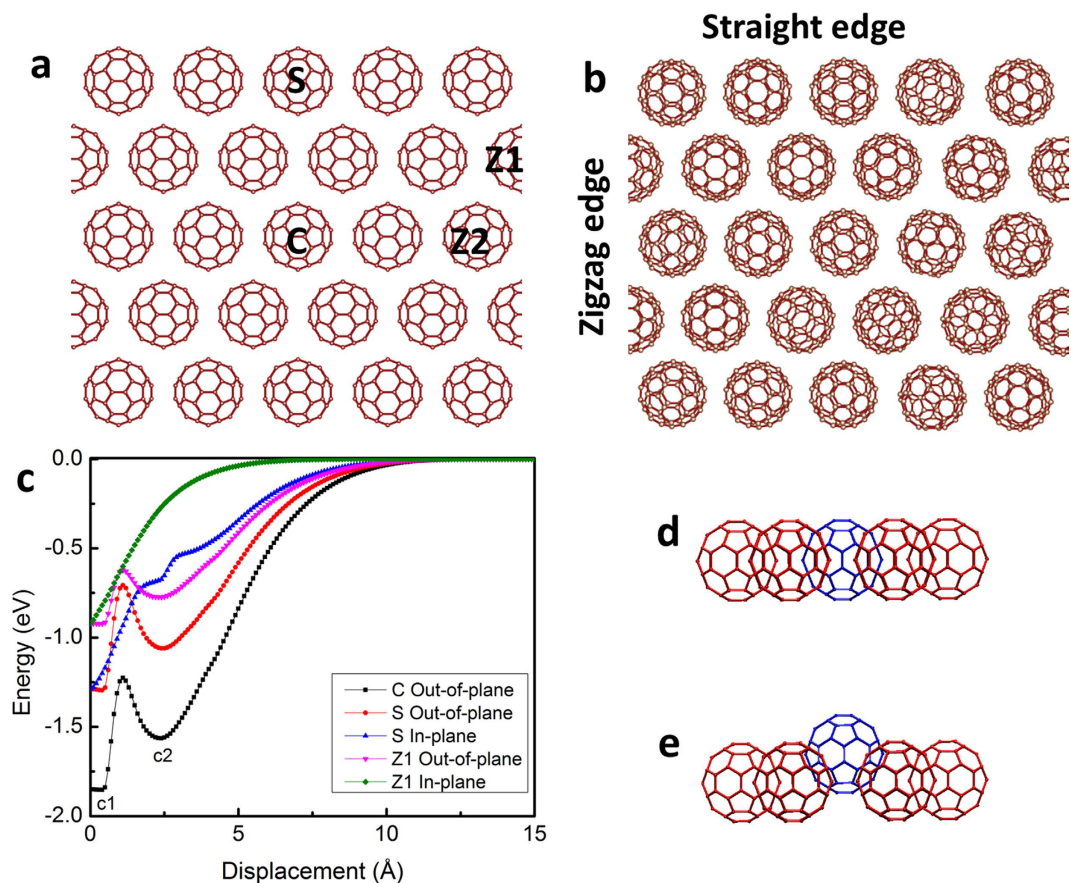 Straight edge
a
S
Z1
C
Z2
b
Zigzag edge
c
0.0
-0.5
-1.0
-1.5
-2.0
Energy (eV)
c1
c2
C Out-of-plane
S Out-of-plane
S In-plane
Z1 Out-of-plane
Z1 In-plane
0
5
10
15
Displacement (Å)
d
e